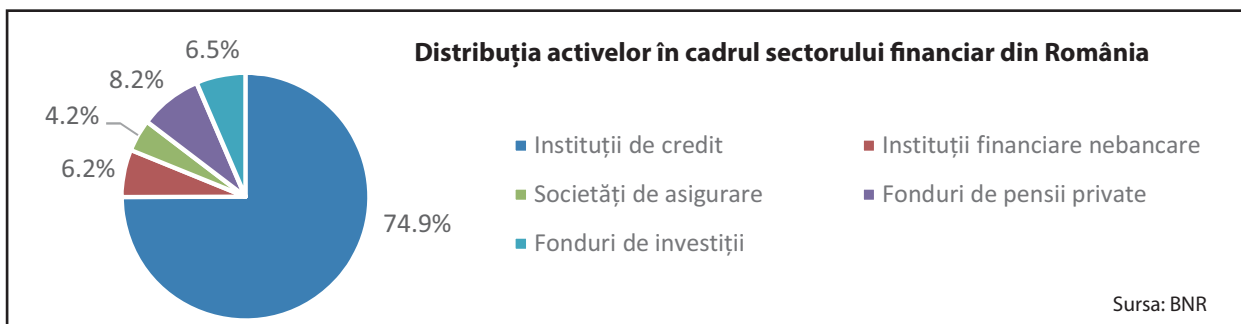 Distribuția activelor în cadrul sectorului financiar din România
6.5%
8.2%
4.2%
6.2%
74.9%
Instituții de credit
Instituții financiare nebancare
Societăți de asigurare
Fonduri de pensii private
Fonduri de investiții
Sursa: BNR